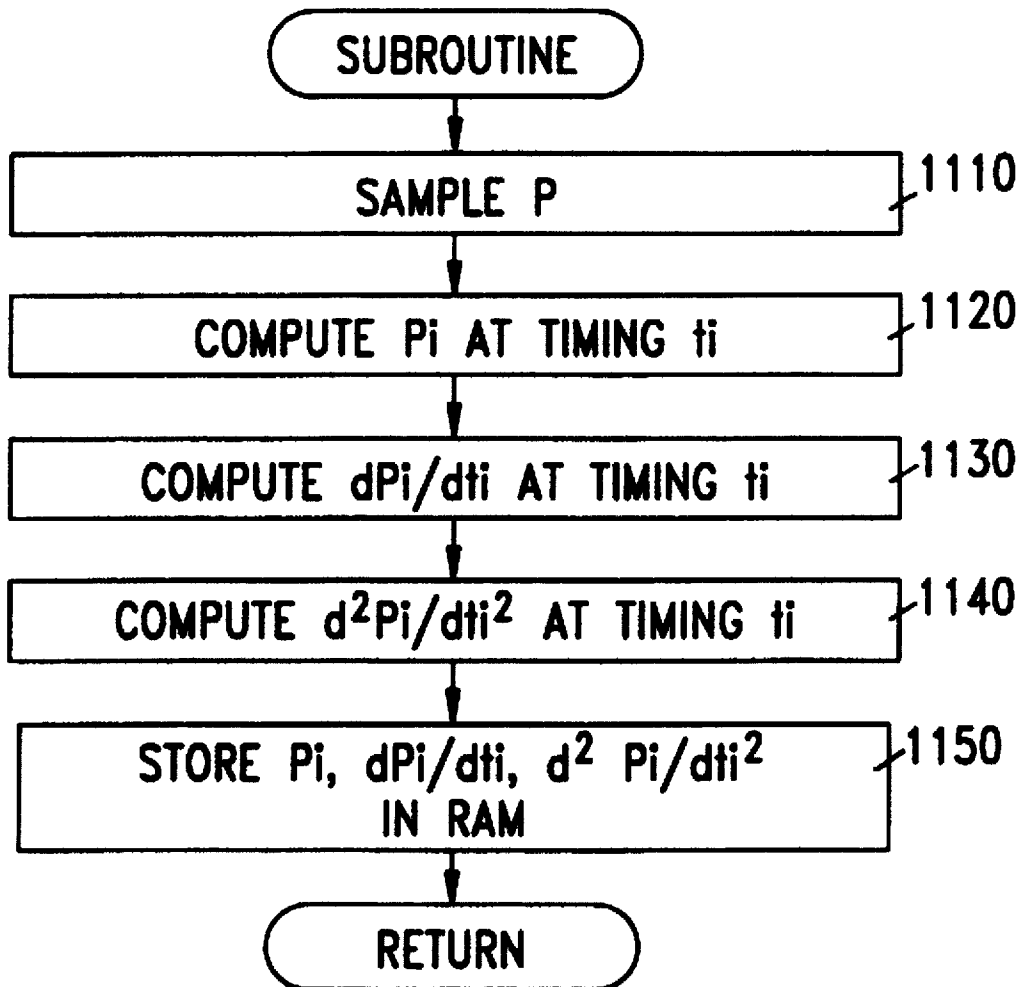 SUBROUTINE
SAMPLE P
1110
COMPUTE Pi AT TIMING ti
1120
COMPUTE dPi/dti AT TIMING ti
1130
COMPUTE d²Pi/dti² AT TIMING ti
1140
STORE Pi, dPi/dti, d² Pi/dti²
IN RAM
1150
RETURN